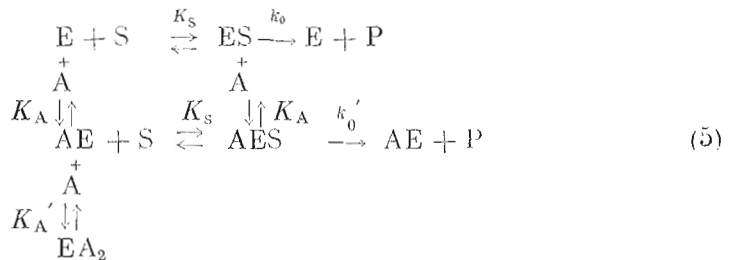 K_S k_0
E + S ⇌ ES → E + P
+ +
A A
K_A ↓↑ K_s ↓↑ K_A k_0′
AE + S ⇌ AES → AE + P (5)
+
A
K_A′ ↓↑
EA_2